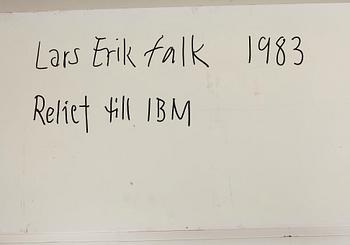 Lars Erik falk 1983
Relief till IBM